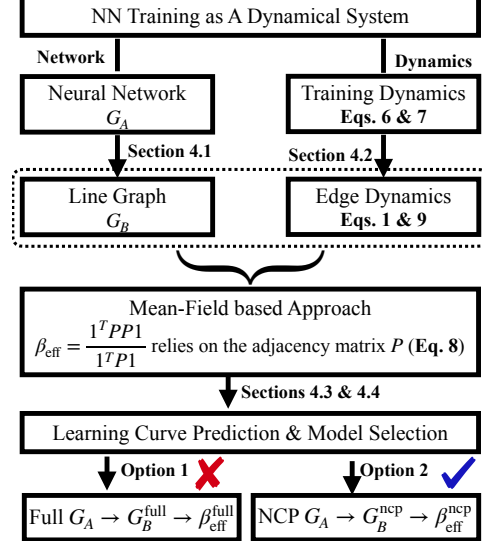 NN Training as A Dynamical System
Network
Dynamics
Neural Network
G_A
Training Dynamics
Eqs. 6 & 7
Section 4.1
Section 4.2
Line Graph
G_B
Edge Dynamics
Eqs. 1 & 9
Mean-Field based Approach
β_eff = 1^T PP1 / 1^T P1 relies on the adjacency matrix P (Eq. 8)
Sections 4.3 & 4.4
Learning Curve Prediction & Model Selection
Option 1 ✘
Option 2 ✓
Full G_A → G_B^full → β_eff^full
NCP G_A → G_B^ncp → β_eff^ncp